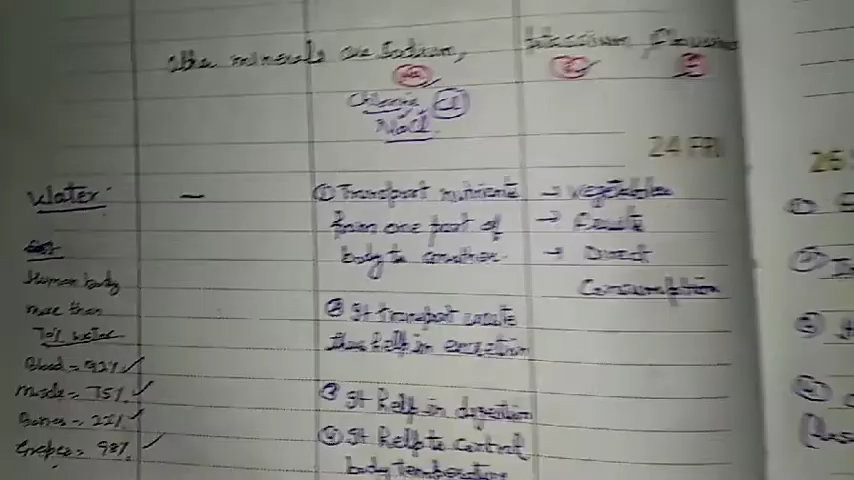 other minerals are Sodium, Potassium, Flourine
Na K F
Chlorine Cl
NaCl
24 FRI
25
Water -
① Transport nutrients → Vegetables
from one part of → Fruits
body to another. → Direct
Consumption
Human body
more than
70% water
Blood = 92% ✓
Muscle = 75% ✓
Bones = 22% ✓
98% ✓
② It transport waste
thus help in excretion
③ It help in digestion
④ It help to control
body temperature